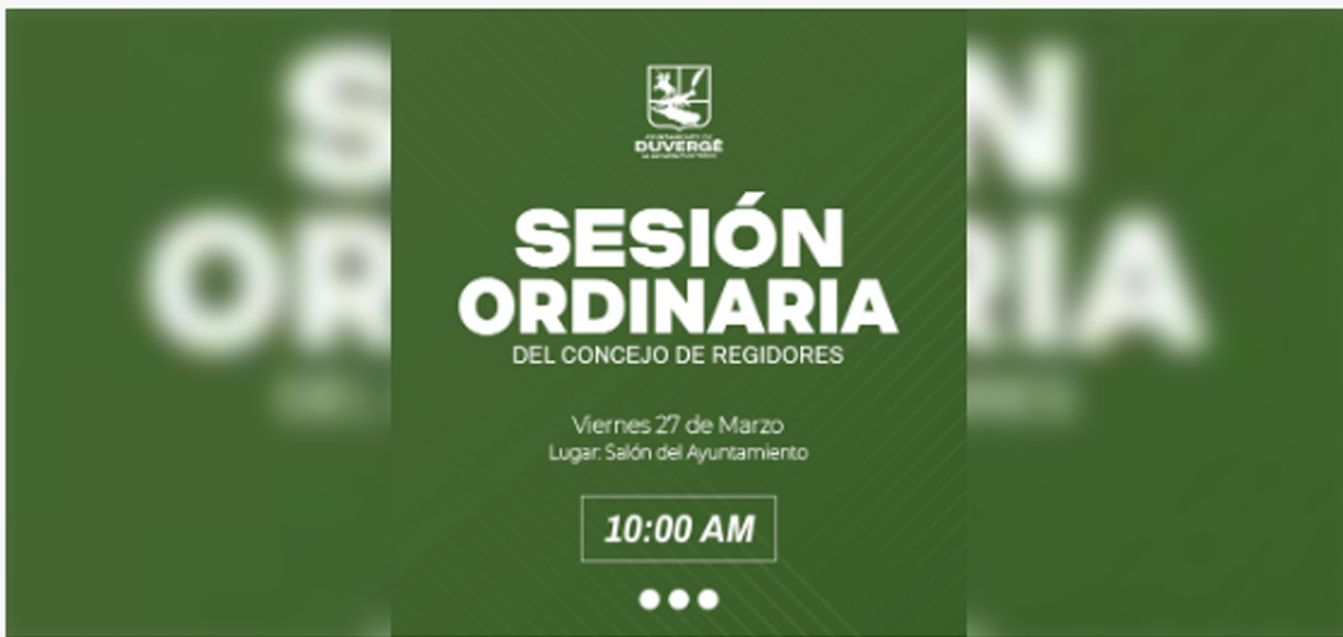 DUVERGÉ
SESIÓN
ORDINARIA
DEL CONCEJO DE REGIDORES
Viernes 27 de Marzo
Lugar: Salón del Ayuntamiento
10:00 AM